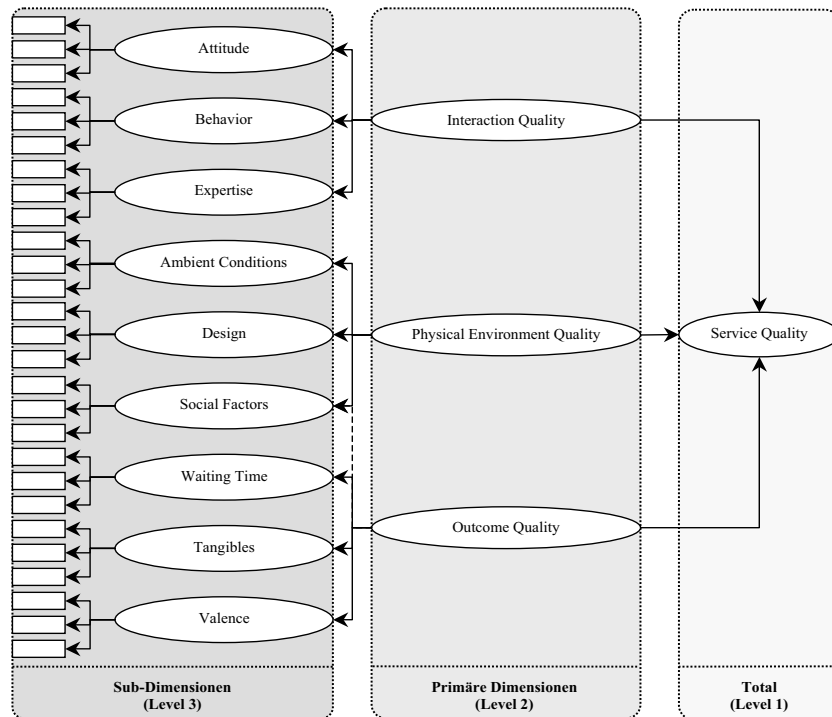 Attitude
Behavior
Expertise
Ambient Conditions
Design
Social Factors
Waiting Time
Tangibles
Valence
Sub-Dimensionen
(Level 3)
Interaction Quality
Physical Environment Quality
Outcome Quality
Primäre Dimensionen
(Level 2)
Service Quality
Total
(Level 1)